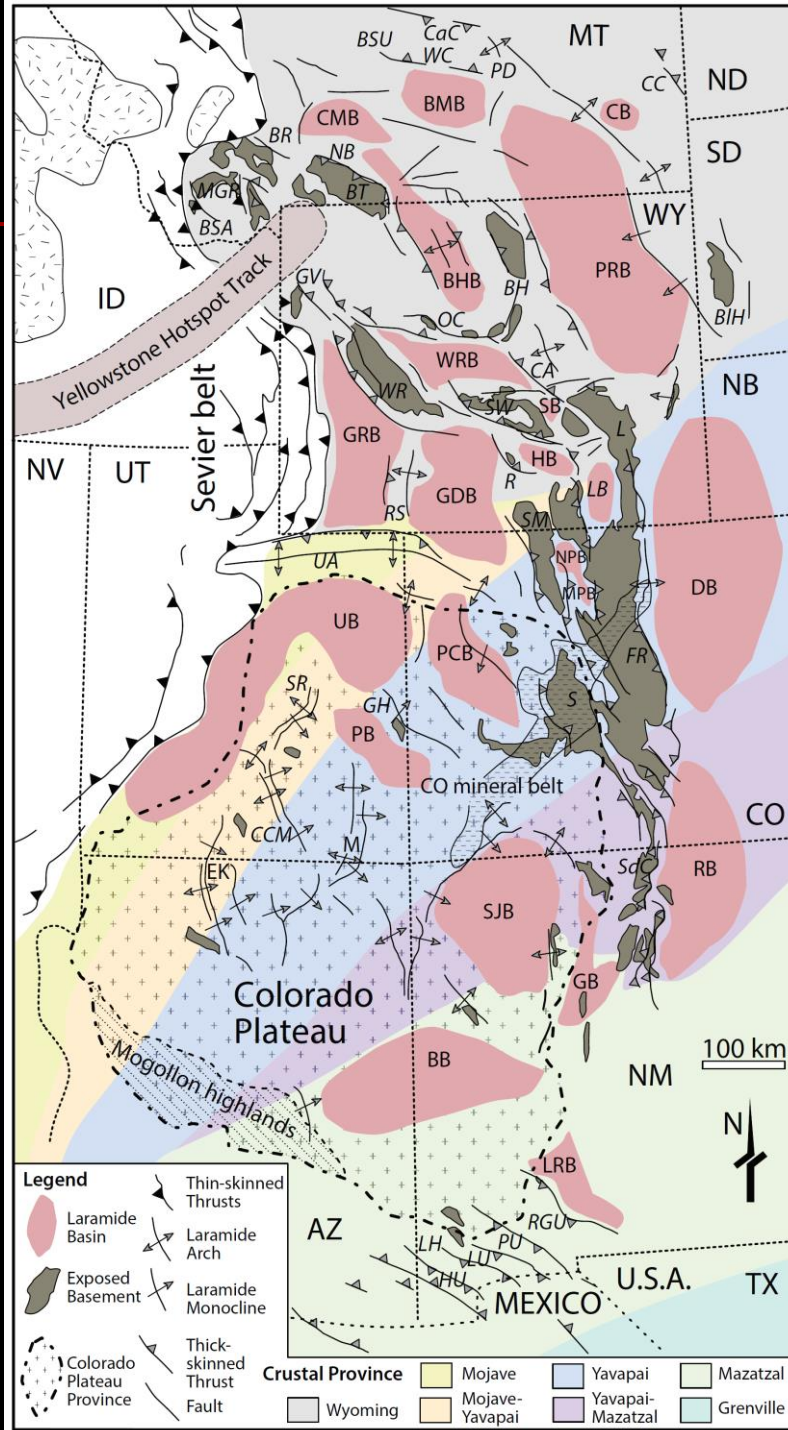 CaC
BSU
WC
PD
MT
CC
ND
CMB
BMB
CB
BR
NB
SD
MGR
BT
BSA
WY
ID
GV
BHB
BH
PRB
BIH
OC
Yellowstone Hotspot Track
WRB
CA
NB
WR
SW
SB
L
Sevier belt
NV
UT
GRB
GDB
R
HB
LB
RS
SM
UA
NPB
MPB
DB
UB
PCB
FR
SR
GH
S
PB
CO mineral belt
CCM
M
CO
EK
SdC
RB
SJB
GB
Colorado
Plateau
BB
Mogollon highlands
NM
100 km
N
LRB
AZ
RGU
PU
LH
LU
HU
U.S.A.
TX
MEXICO
Legend
Laramide
Basin
Exposed
Basement
Colorado
Plateau
Province
Thin-skinned
Thrusts
Laramide
Arch
Laramide
Monocline
Thick-
skinned
Thrust
Fault
Crustal Province
Wyoming
Mojave
Mojave-
Yavapai
Yavapai
Yavapai-
Mazatzal
Mazatzal
Grenville